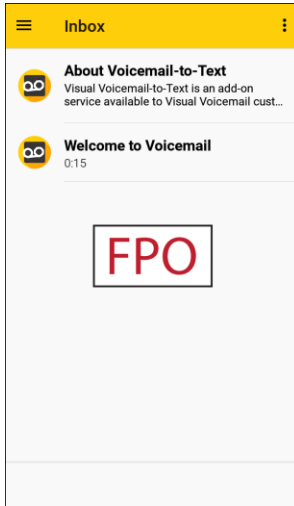 Inbox
About Voicemail-to-Text
Visual Voicemail-to-Text is an add-on
service available to Visual Voicemail cust...
Welcome to Voicemail
0:15
FPO